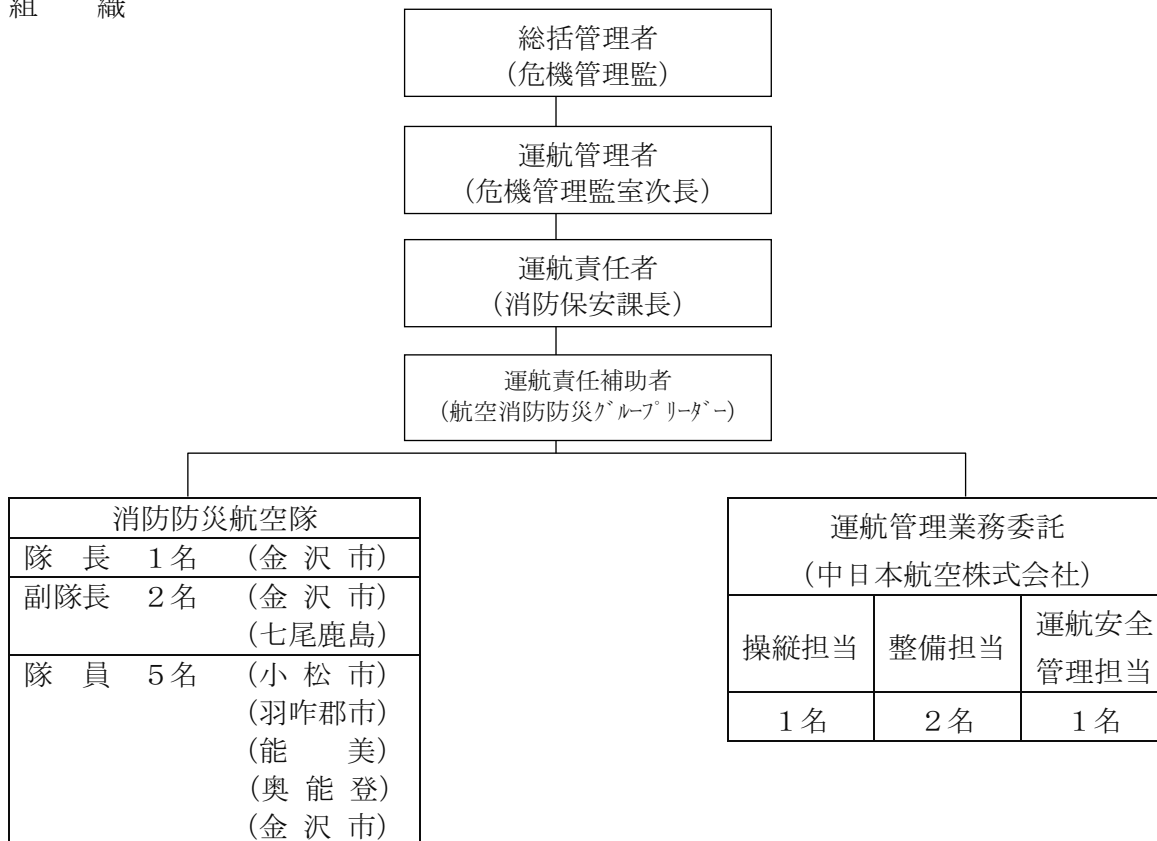 組　織
総括管理者
（危機管理監）
運航管理者
（危機管理監室次長）
運航責任者
（消防保安課長）
運航責任補助者
（航空消防防災ｸﾞﾙｰﾌﾟﾘｰﾀﾞｰ）
消防防災航空隊
隊　長　１名　（金 沢 市）
副隊長　２名　（金 沢 市）
（七尾鹿島）
隊　員　５名　（小 松 市）
（羽咋郡市）
（能　　美）
（奥 能 登）
（金 沢 市）
運航管理業務委託
（中日本航空株式会社）
操縦担当　整備担当　運航安全
管理担当
１名　２名　１名